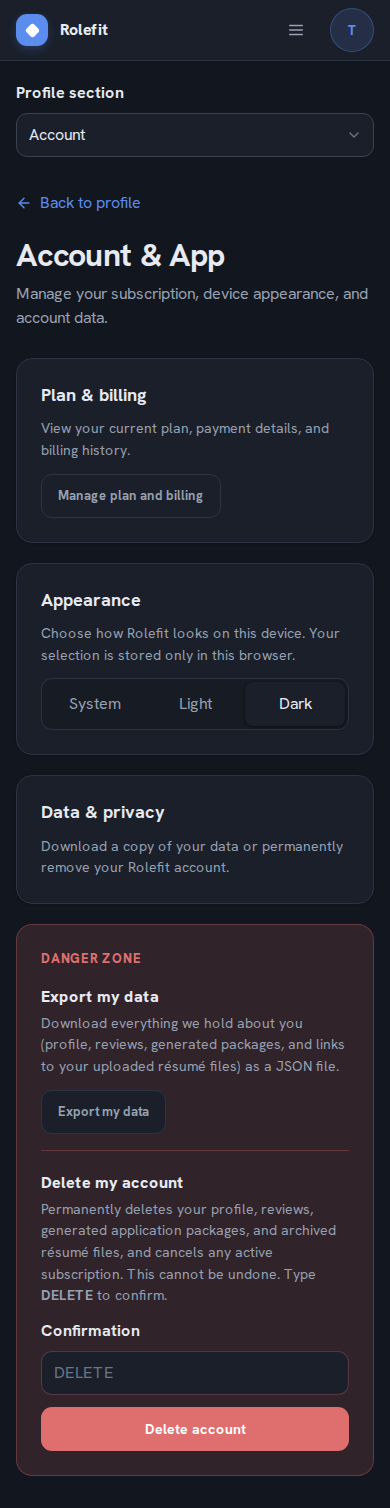 Rolefit
T
Profile section
Account
Back to profile
Account & App
Manage your subscription, device appearance, and
account data.
Plan & billing
View your current plan, payment details, and
billing history.
Manage plan and billing
Appearance
Choose how Rolefit looks on this device. Your
selection is stored only in this browser.
System Light Dark
Data & privacy
Download a copy of your data or permanently
remove your Rolefit account.
DANGER ZONE
Export my data
Download everything we hold about you
(profile, reviews, generated packages, and links
to your uploaded résumé files) as a JSON file.
Export my data
Delete my account
Permanently deletes your profile, reviews,
generated application packages, and archived
résumé files, and cancels any active
subscription. This cannot be undone. Type
DELETE to confirm.
Confirmation
DELETE
Delete account